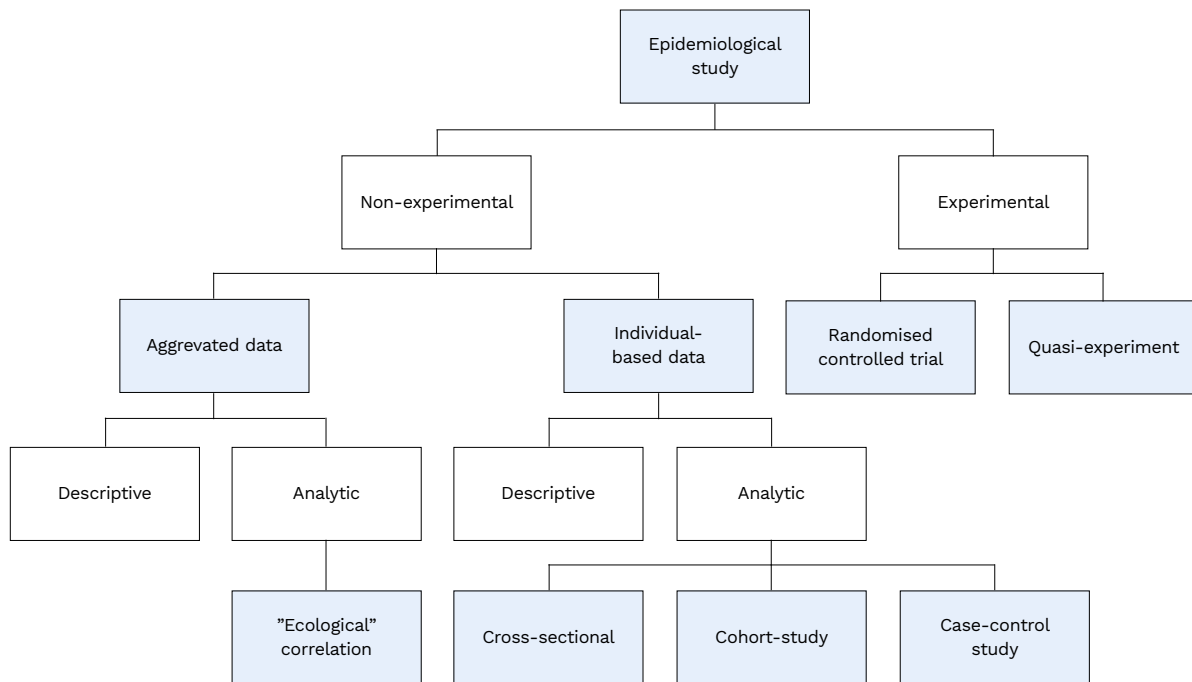 Epidemiological
study
Non-experimental
Experimental
Aggrevated data
Individual-
based data
Randomised
controlled trial
Quasi-experiment
Descriptive
Analytic
Descriptive
Analytic
”Ecological”
correlation
Cross-sectional
Cohort-study
Case-control
study